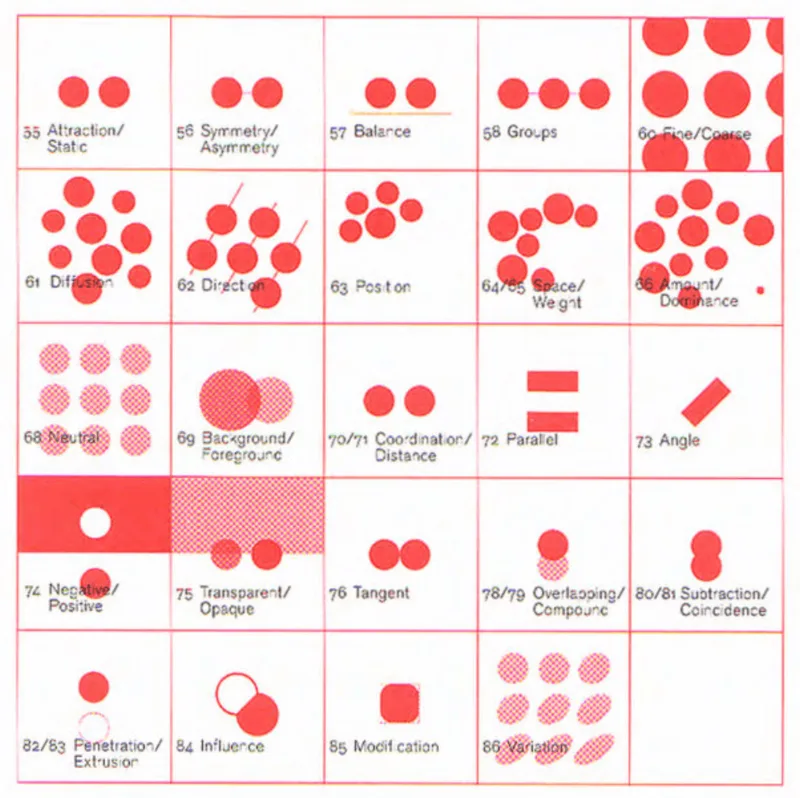 55 Attraction/
Static
56 Symmetry/
Asymmetry
57 Balance
58 Groups
60 Fine/Coarse
61 Diffusion
62 Direction
63 Position
64/65 Space/
Weight
66 Amount/
Dominance
68 Neutral
69 Background/
Foreground
70/71 Coordination/
Distance
72 Parallel
73 Angle
74 Negative/
Positive
75 Transparent/
Opaque
76 Tangent
78/79 Overlapping/
Compound
80/81 Subtraction/
Coincidence
82/83 Penetration/
Extrusion
84 Influence
85 Modification
86 Variation